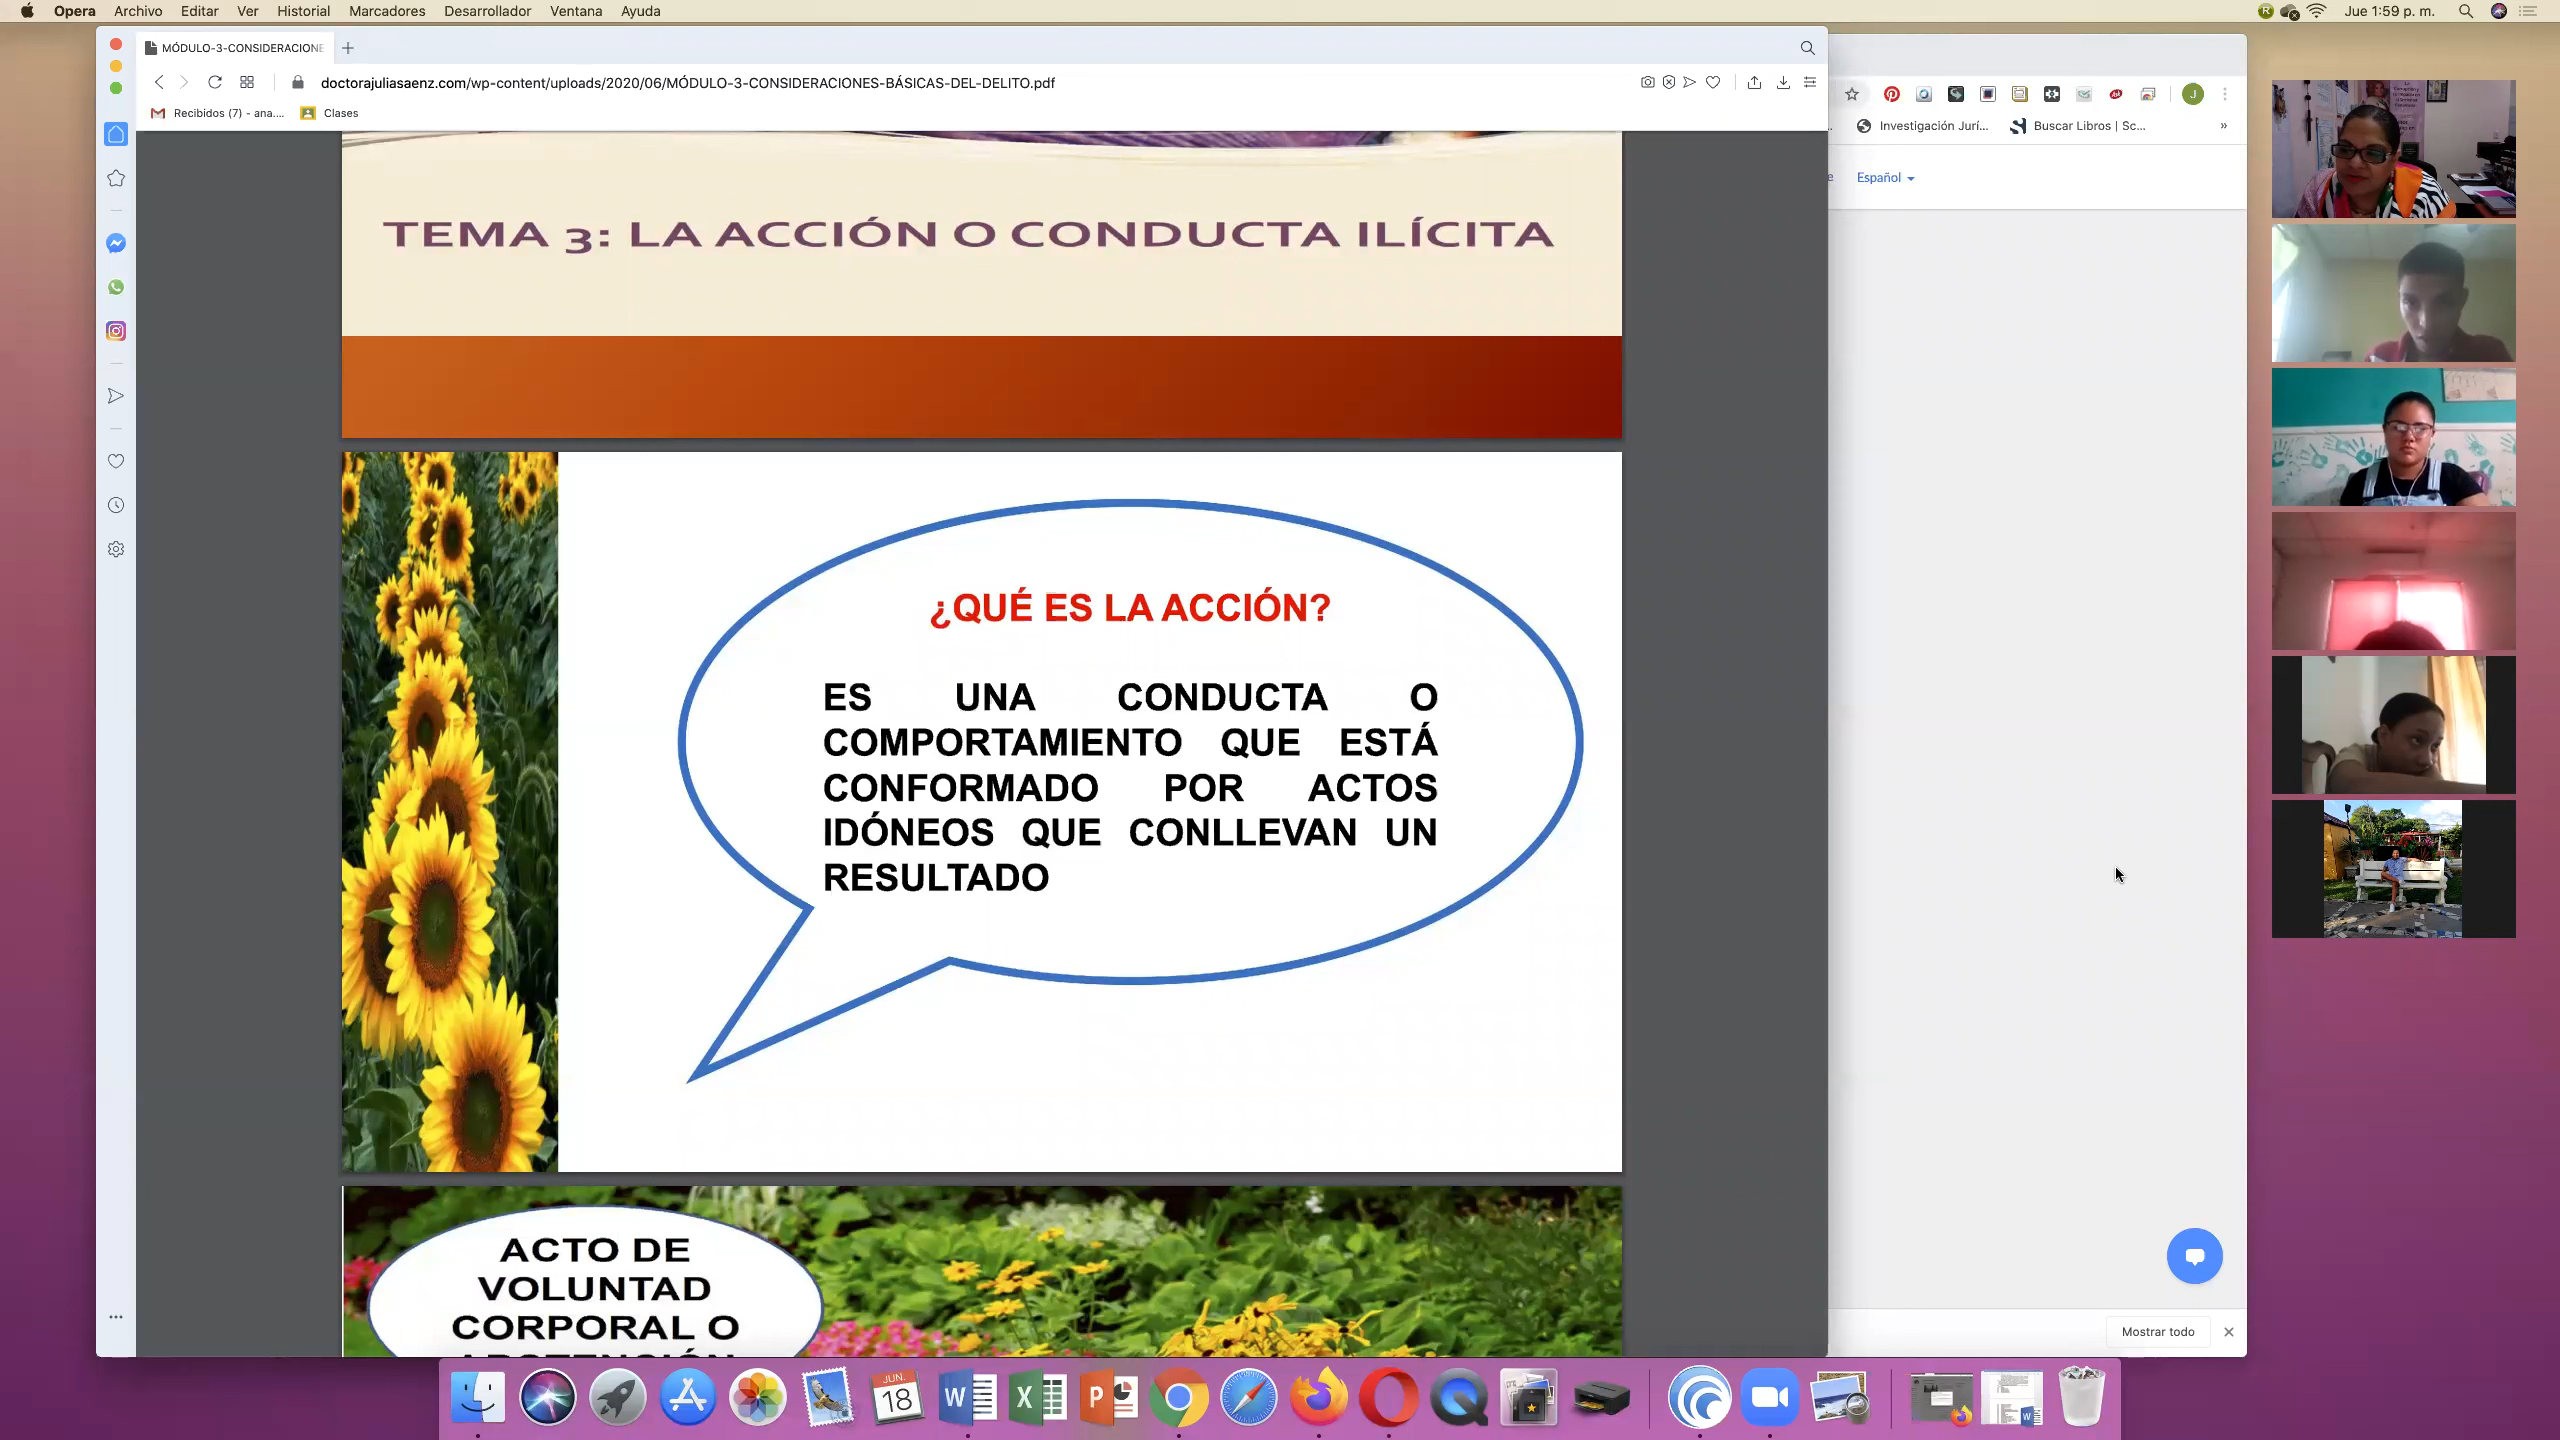 Opera Archivo Editar Ver Historial Marcadores Desarrollador Ventana Ayuda
Jue 1:59 p. m.
MÓDULO-3-CONSIDERACIONE
doctorajuliasaenz.com/wp-content/uploads/2020/06/MÓDULO-3-CONSIDERACIONES-BÁSICAS-DEL-DELITO.pdf
Recibidos (7) - ana.... Clases
Investigación Jurí... Buscar Libros | Sc... »
Español
TEMA 3: LA ACCIÓN O CONDUCTA ILÍCITA
¿QUÉ ES LA ACCIÓN?
ES UNA CONDUCTA O
COMPORTAMIENTO QUE ESTÁ
CONFORMADO POR ACTOS
IDÓNEOS QUE CONLLEVAN UN
RESULTADO
ACTO DE
VOLUNTAD
CORPORAL O
Mostrar todo
JUN.
18